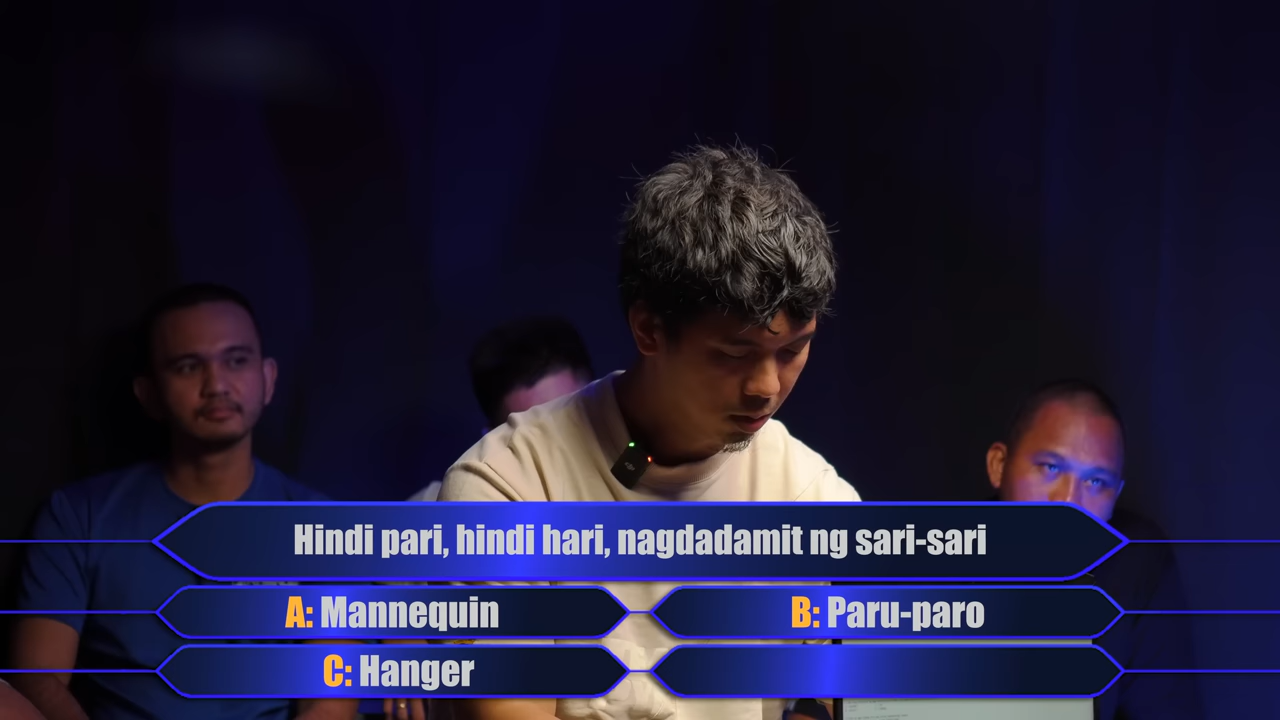 Hindi pari, hindi hari, nagdadamit ng sari-sari
A: Mannequin
B: Paru-paro
C: Hanger